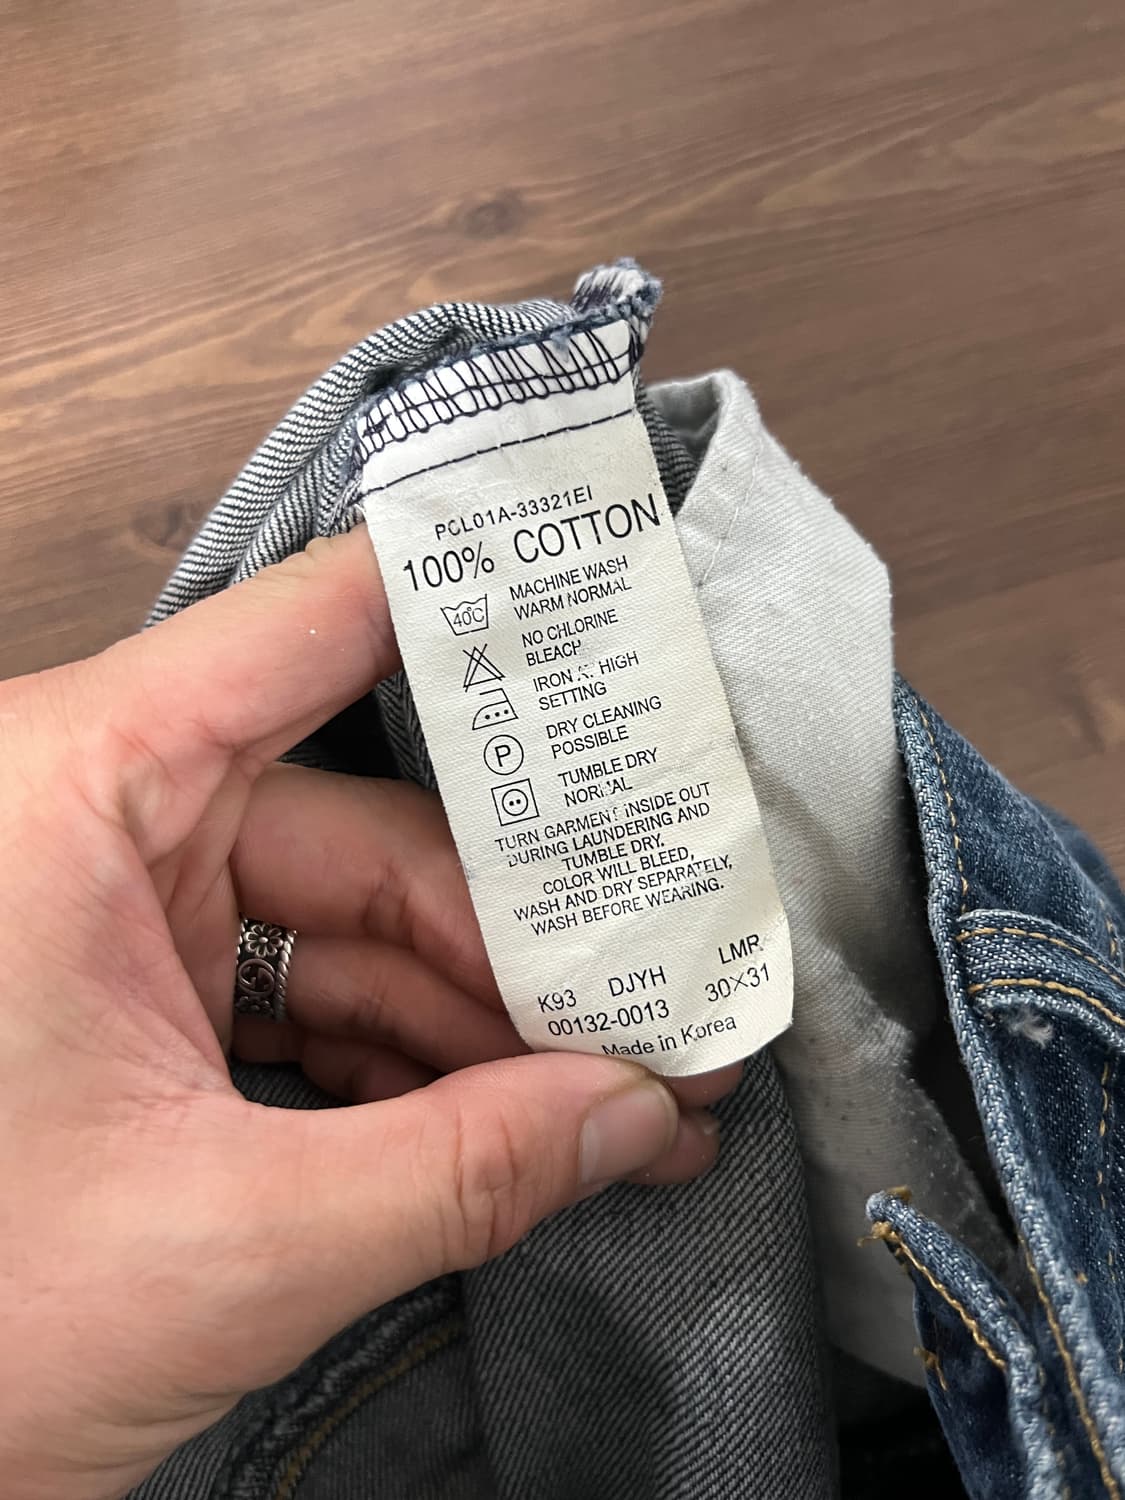 PCL01A-33321EI
100% COTTON
40°C
MACHINE WASH
WARM NORMAL
NO CHLORINE
BLEACH
IRON AT HIGH
SETTING
P
DRY CLEANING
POSSIBLE
TUMBLE DRY
NORMAL
TURN GARMENT INSIDE OUT
DURING LAUNDERING AND
TUMBLE DRY.
COLOR WILL BLEED,
WASH AND DRY SEPARATELY,
WASH BEFORE WEARING.
K93 DJYH LMR
00132-0013 30X31
Made in Korea